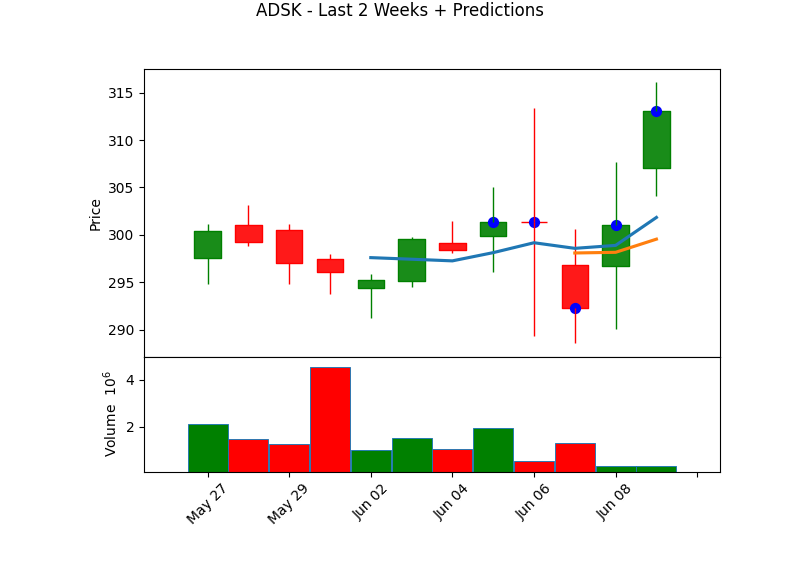 ADSK - Last 2 Weeks + Predictions
315
310
305
300
295
290
Price
4
2
Volume 10^6
May 27
May 29
Jun 02
Jun 04
Jun 06
Jun 08